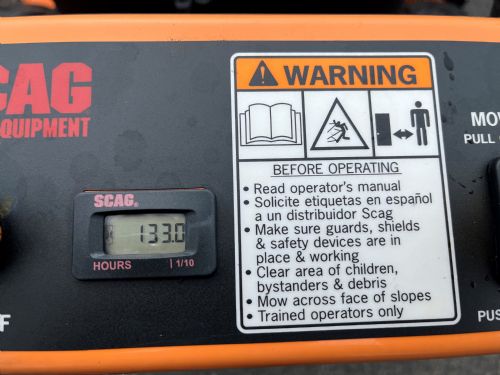 SCAG
EQUIPMENT
SCAG
133.0
HOURS | 1/10
WARNING
BEFORE OPERATING
• Read operator's manual
• Solicite etiquetas en español
a un distribuidor Scag
• Make sure guards, shields
& safety devices are in
place & working
• Clear area of children,
bystanders & debris
• Mow across face of slopes
• Trained operators only
PULL